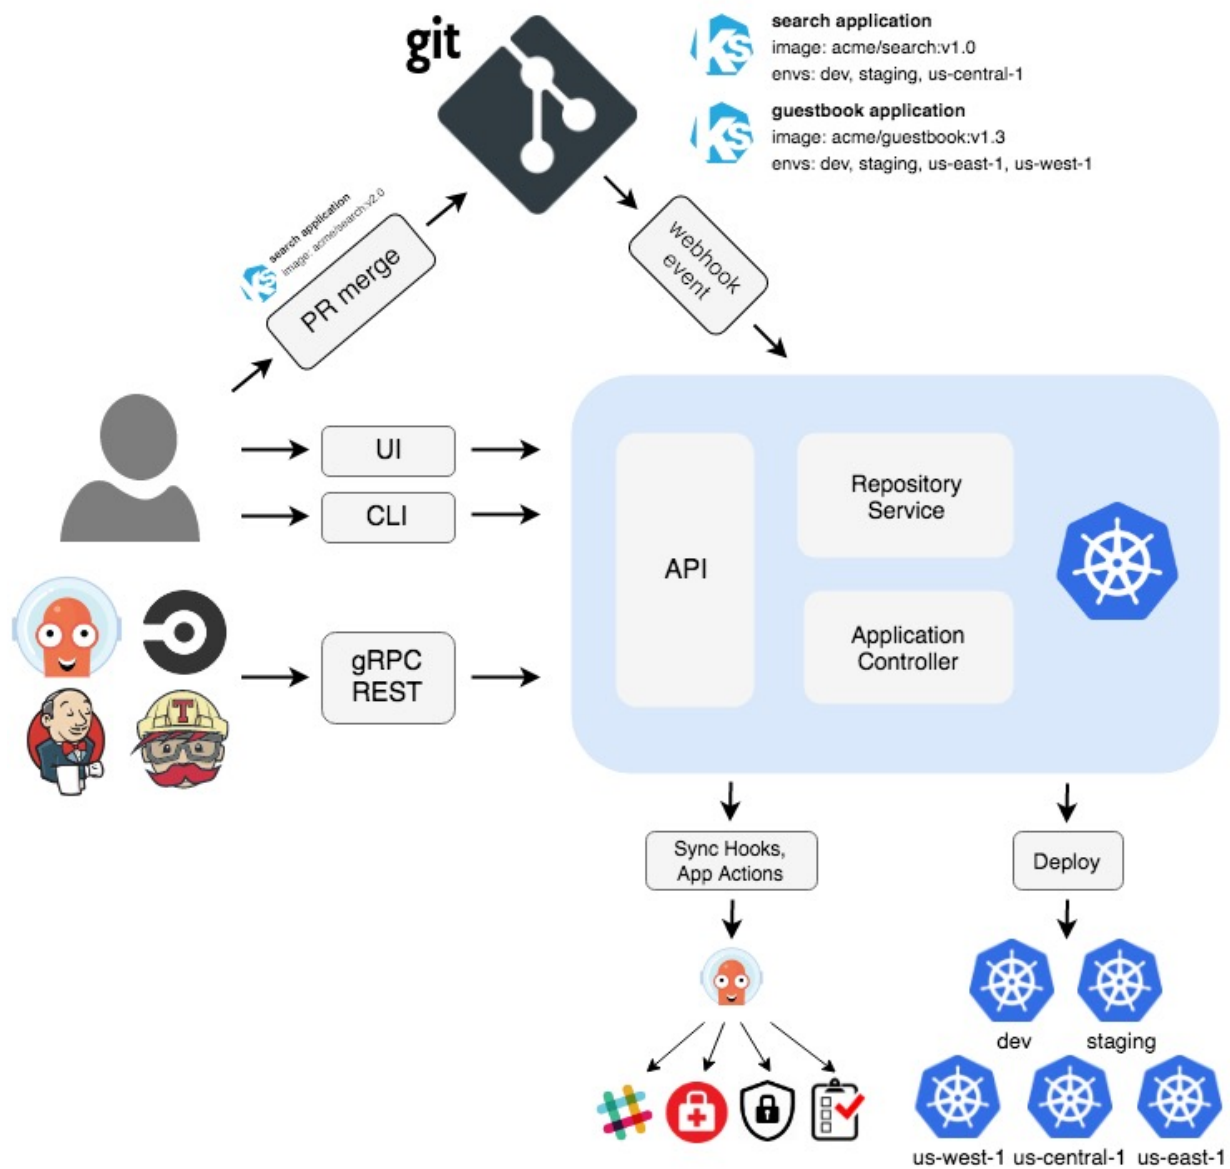 git
search application
image: acme/search:v1.0
envs: dev, staging, us-central-1
guestbook application
image: acme/guestbook:v1.3
envs: dev, staging, us-east-1, us-west-1
Ks
Ks
Ks
search application
image: acme/search:v2.0
PR merge
webhook
event
UI
CLI
gRPC
REST
T
API
Repository
Service
Application
Controller
Sync Hooks,
App Actions
Deploy
dev
staging
us-west-1
us-central-1
us-east-1